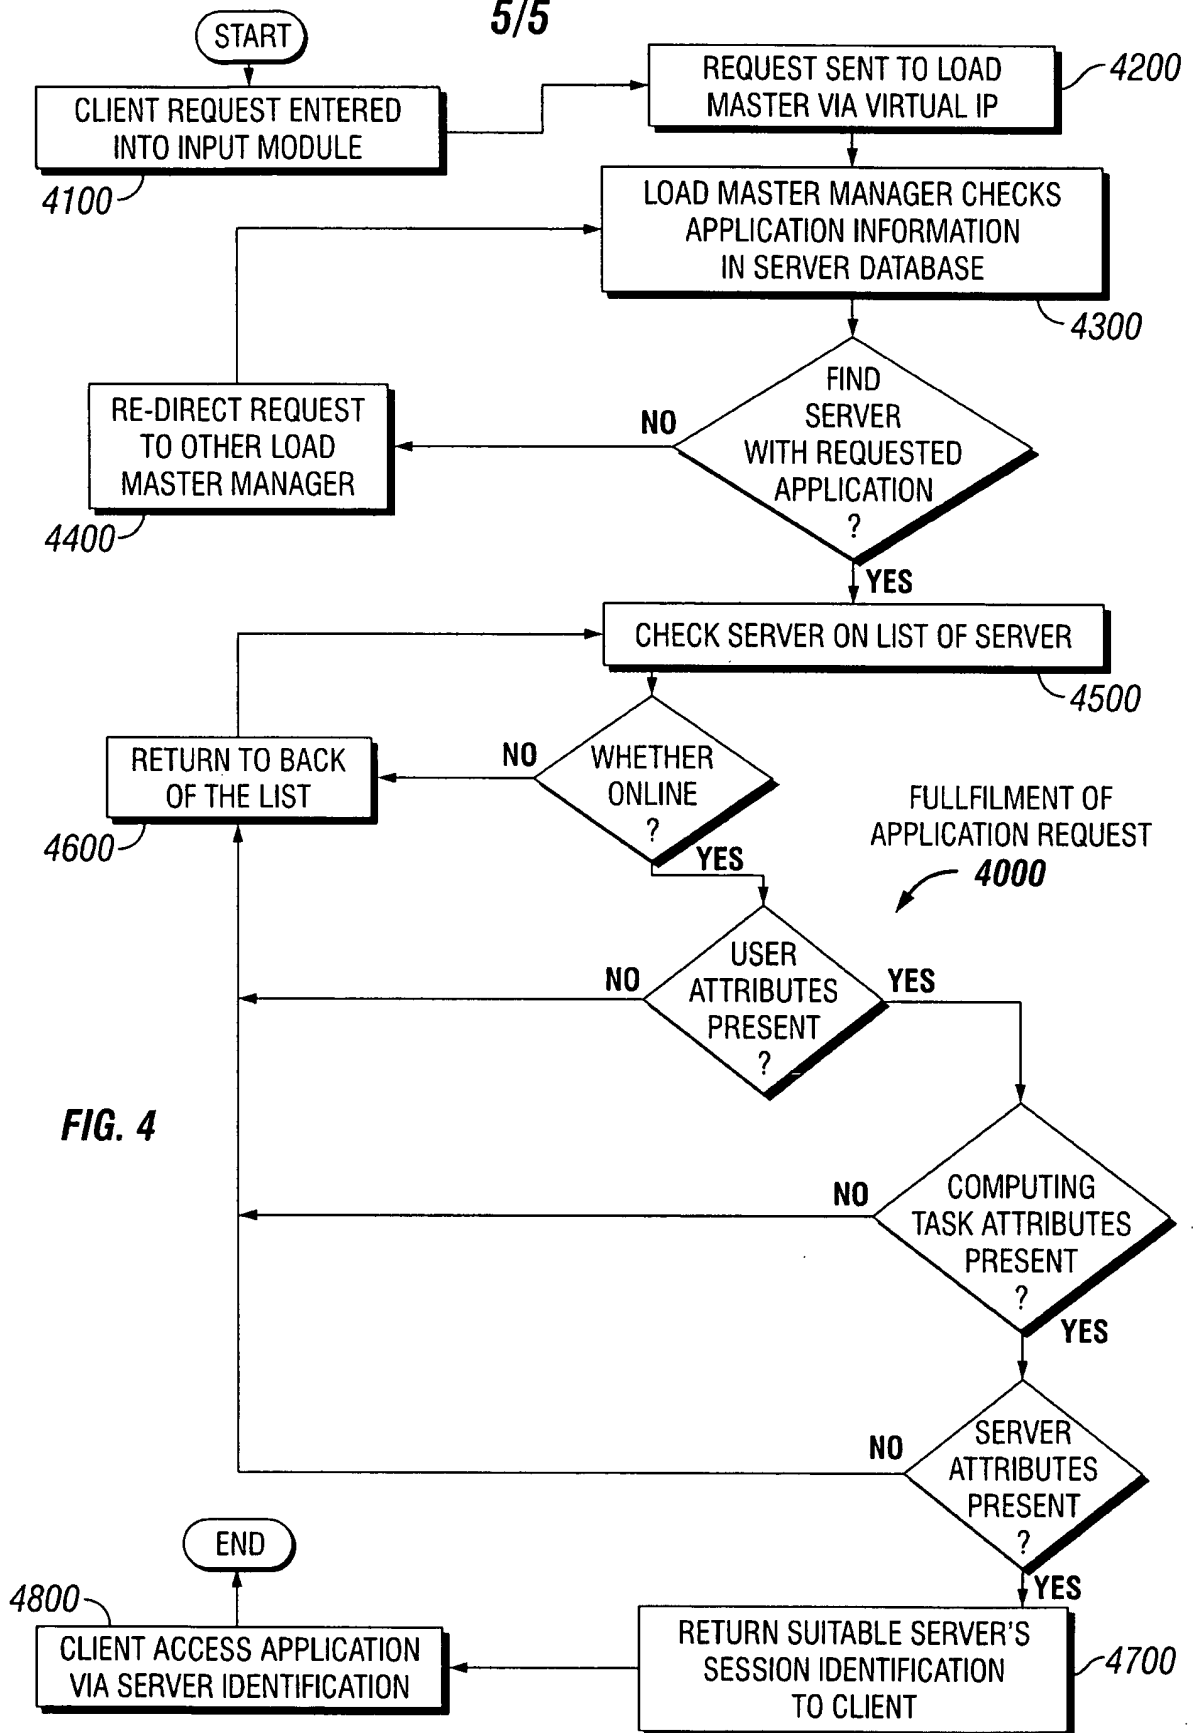 5/5
START
CLIENT REQUEST ENTERED
INTO INPUT MODULE
4100
REQUEST SENT TO LOAD
MASTER VIA VIRTUAL IP
4200
LOAD MASTER MANAGER CHECKS
APPLICATION INFORMATION
IN SERVER DATABASE
4300
FIND
SERVER
WITH REQUESTED
APPLICATION
?
NO
RE-DIRECT REQUEST
TO OTHER LOAD
MASTER MANAGER
4400
YES
CHECK SERVER ON LIST OF SERVER
4500
WHETHER
ONLINE
?
NO
RETURN TO BACK
OF THE LIST
4600
YES
FULLFILMENT OF
APPLICATION REQUEST
4000
USER
ATTRIBUTES
PRESENT
?
NO
YES
FIG. 4
COMPUTING
TASK ATTRIBUTES
PRESENT
?
NO
YES
SERVER
ATTRIBUTES
PRESENT
?
NO
YES
RETURN SUITABLE SERVER'S
SESSION IDENTIFICATION
TO CLIENT
4700
4800
CLIENT ACCESS APPLICATION
VIA SERVER IDENTIFICATION
END